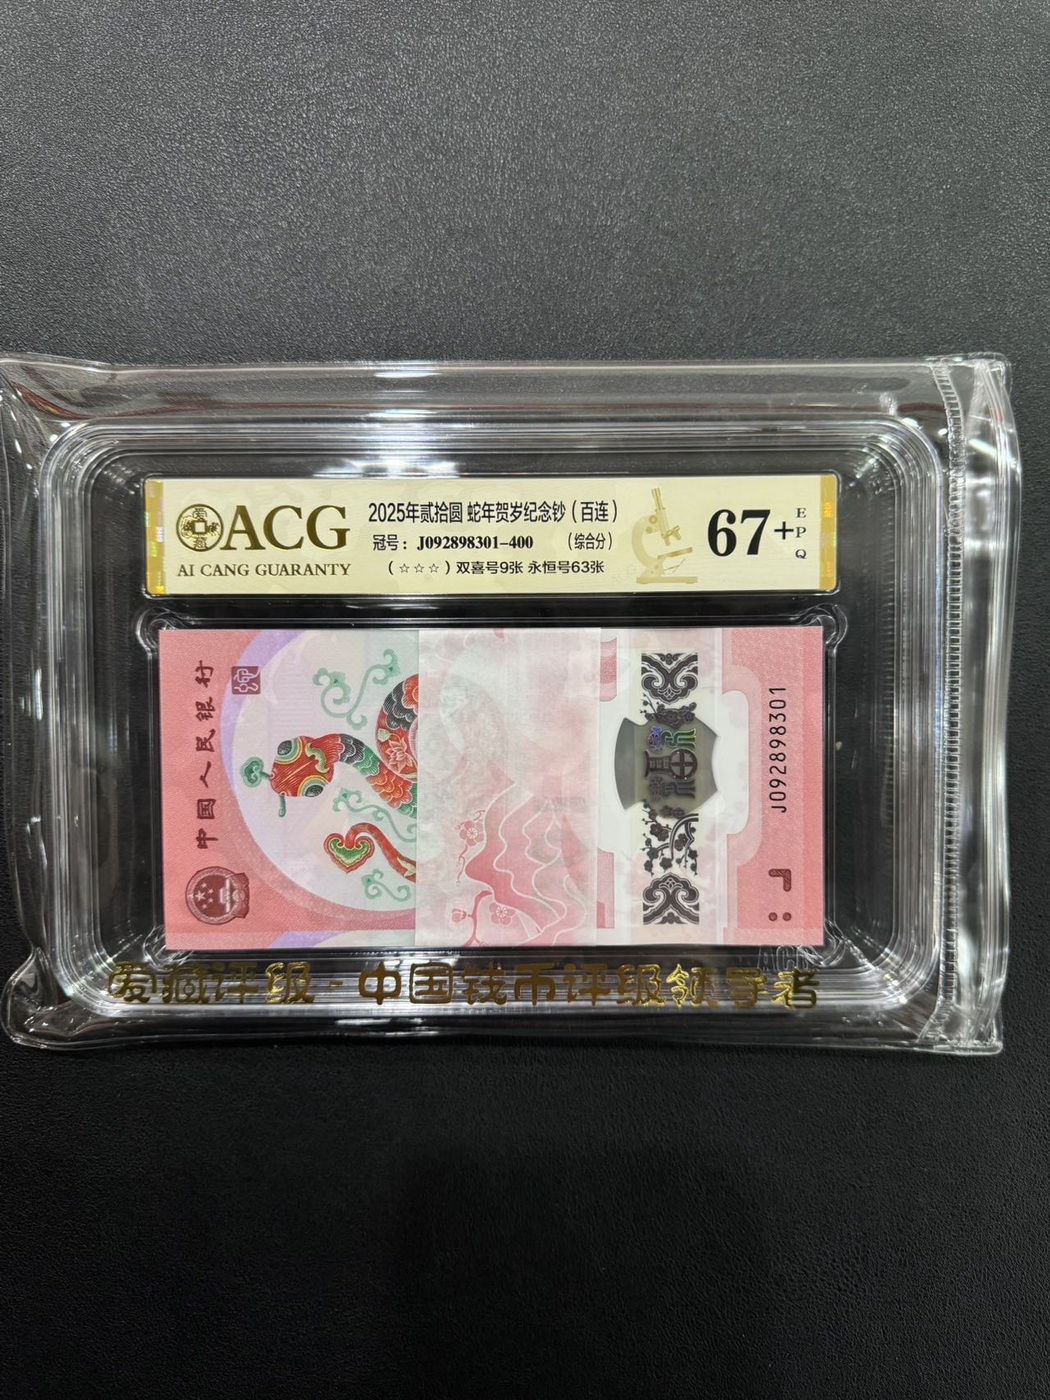 ACG
AI CANG GUARANTY
2025年贰拾圆 蛇年贺岁纪念钞（百连）
冠号：J092898301-400 （综合分）
（☆☆☆）双喜号9张 永恒号63张
67+
EPQ
中国人民银行
J092898301
爱藏评级-中国钱币评级领导者